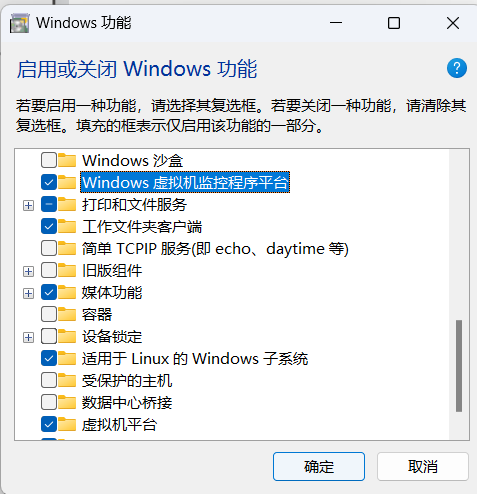 Windows 功能
启用或关闭 Windows 功能
?
若要启用一种功能，请选择其复选框。若要关闭一种功能，请清除其
复选框。填充的框表示仅启用该功能的一部分。
Windows 沙盒
Windows 虚拟机监控程序平台
打印和文件服务
工作文件夹客户端
简单 TCPIP 服务(即 echo、daytime 等)
旧版组件
媒体功能
容器
设备锁定
适用于 Linux 的 Windows 子系统
受保护的主机
数据中心桥接
虚拟机平台
确定
取消